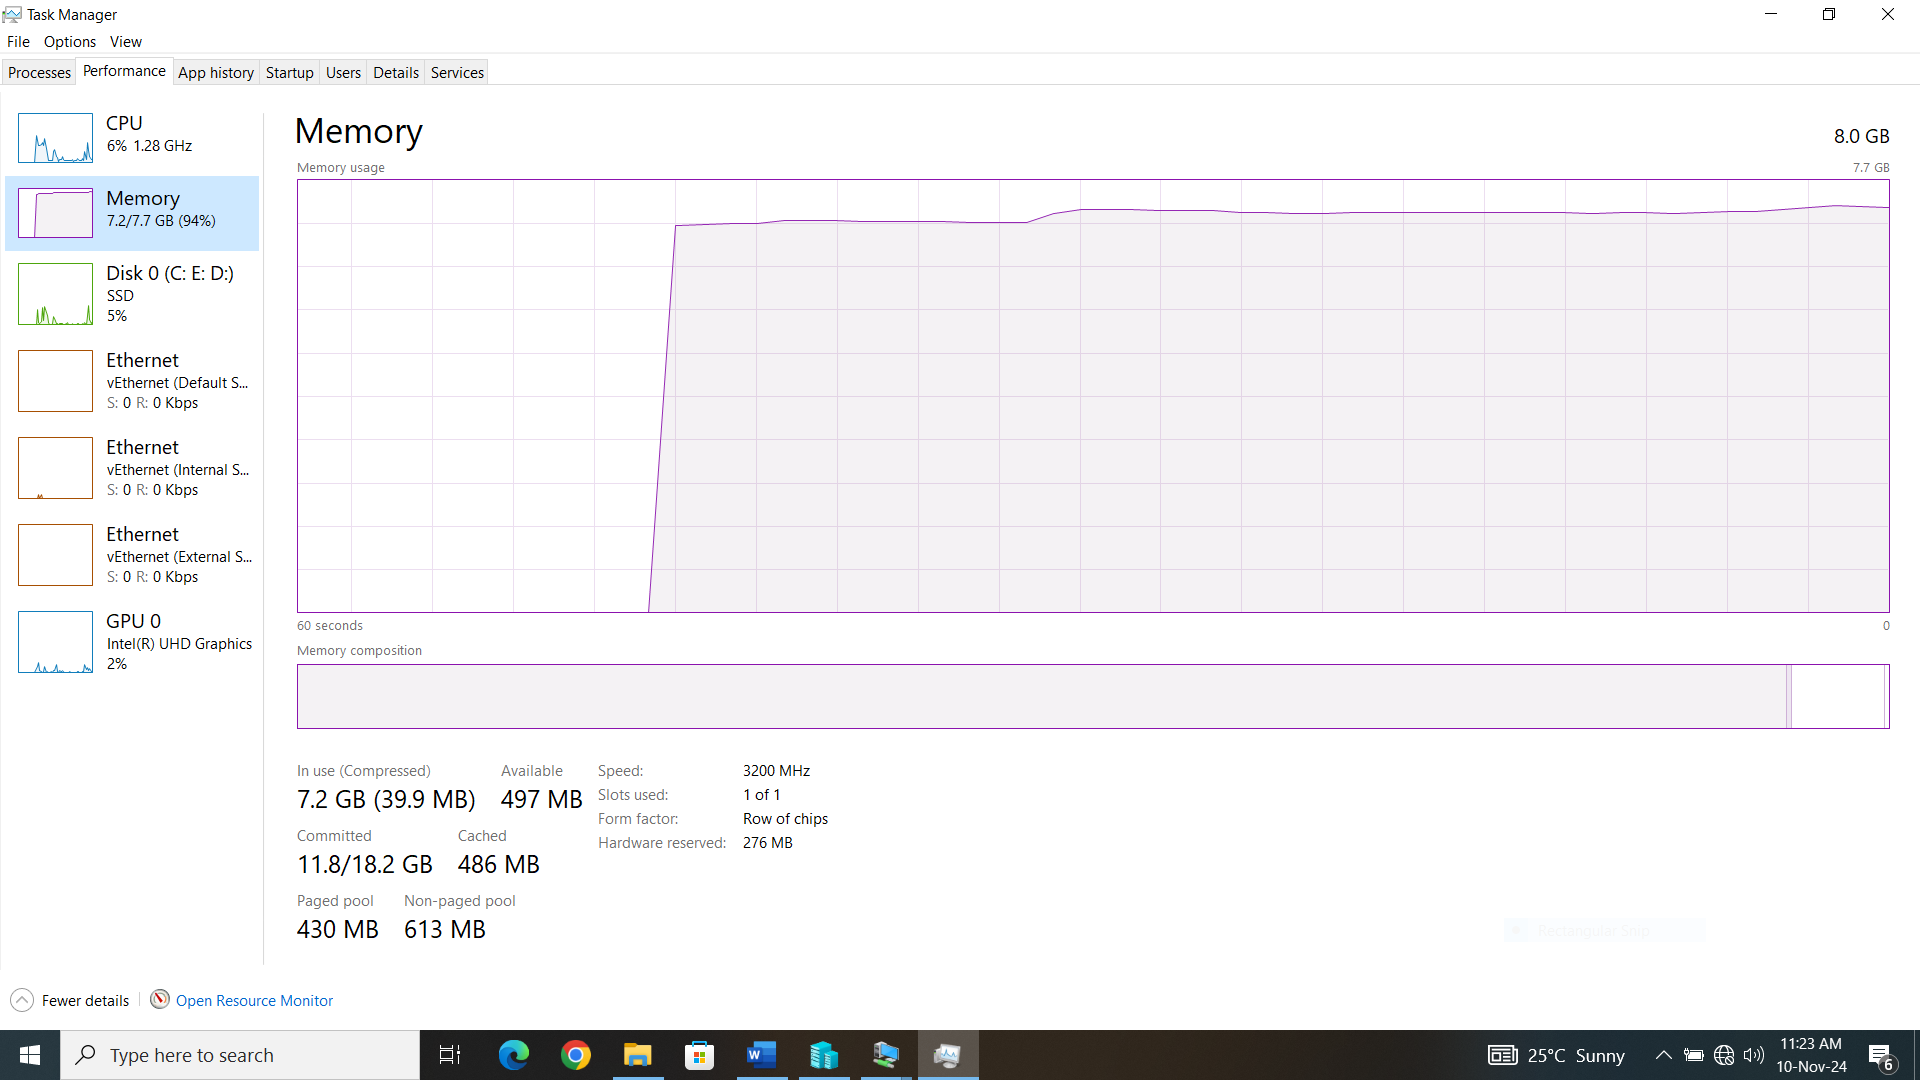 Task Manager
File Options View
Processes Performance App history Startup Users Details Services
CPU
6% 1.28 GHz
Memory
7.2/7.7 GB (94%)
Disk 0 (C: E: D:)
SSD
5%
Ethernet
vEthernet (Default S...
S: 0 R: 0 Kbps
Ethernet
vEthernet (Internal S...
S: 0 R: 0 Kbps
Ethernet
vEthernet (External S...
S: 0 R: 0 Kbps
GPU 0
Intel(R) UHD Graphics
2%
Memory 8.0 GB
Memory usage 7.7 GB
60 seconds 0
Memory composition
In use (Compressed) Available
7.2 GB (39.9 MB) 497 MB
Committed Cached
11.8/18.2 GB 486 MB
Paged pool Non-paged pool
430 MB 613 MB
Speed: 3200 MHz
Slots used: 1 of 1
Form factor: Row of chips
Hardware reserved: 276 MB
Rectangular Snip
Fewer details Open Resource Monitor
Type here to search
W
25°C Sunny
11:23 AM
10-Nov-24
6